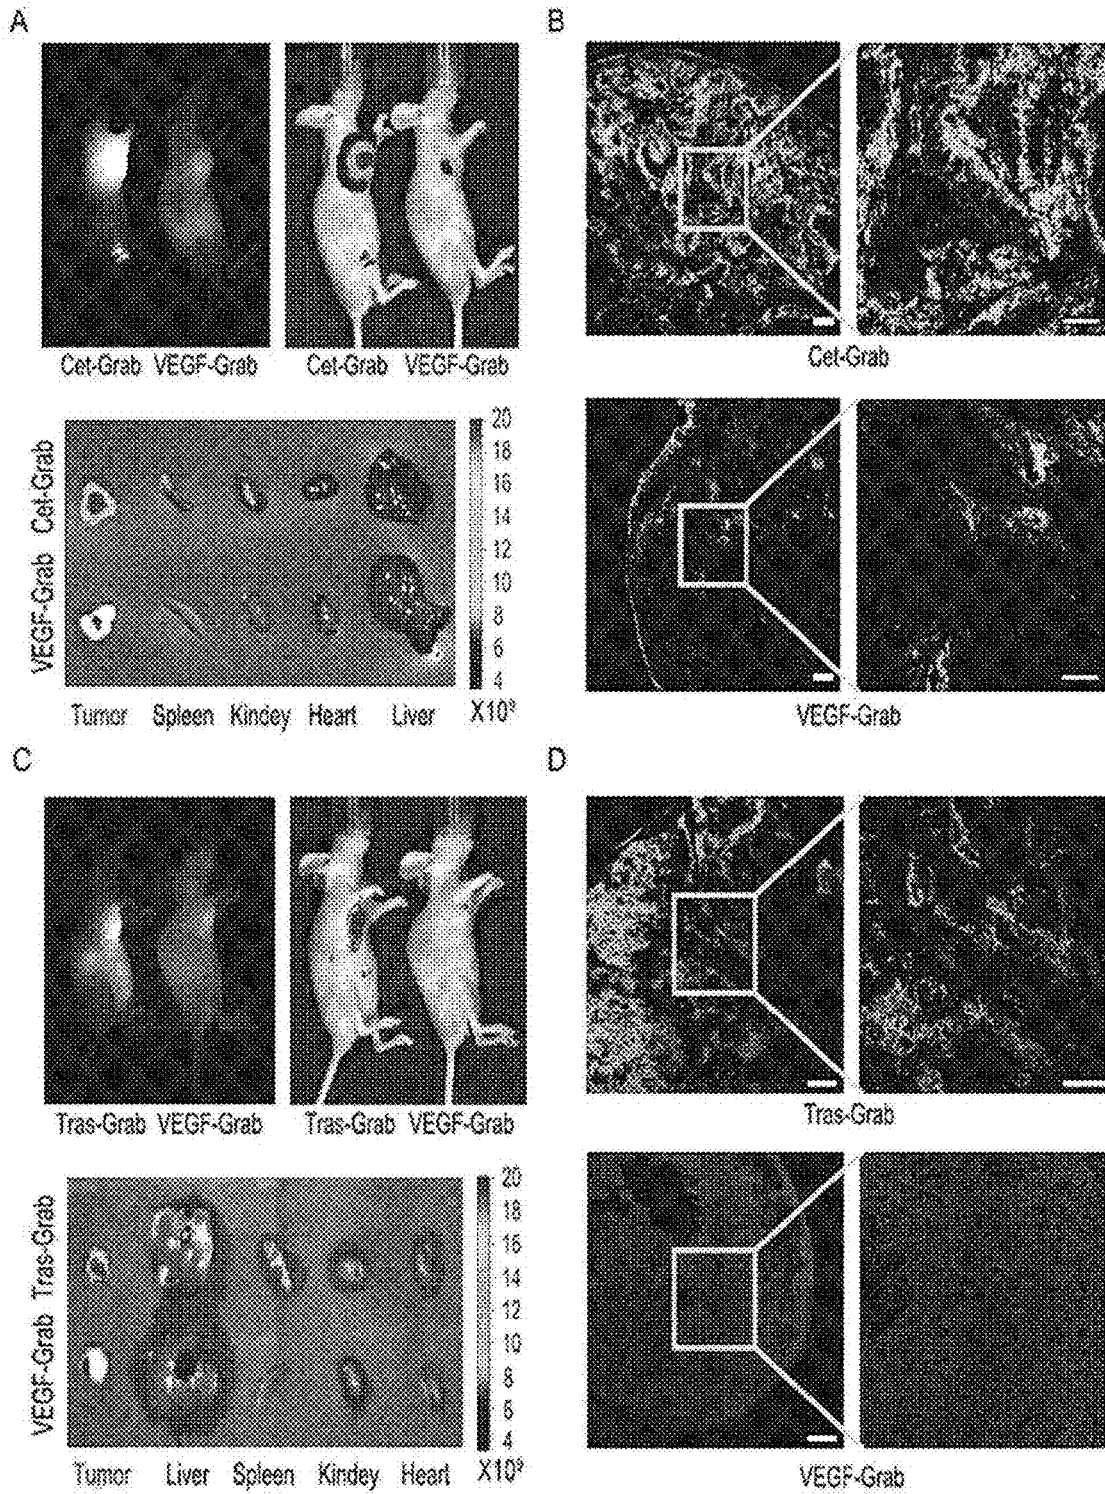 A
B
Cet-Grab VEGF-Grab
Cet-Grab VEGF-Grab
Cet-Grab
VEGF-Grab Cet-Grab
20
18
16
14
12
10
8
6
4
X10⁹
Tumor Spleen Kindey Heart Liver
VEGF-Grab
C
D
Tras-Grab VEGF-Grab
Tras-Grab VEGF-Grab
Tras-Grab
VEGF-Grab Tras-Grab
20
18
16
14
12
10
8
6
4
X10⁹
Tumor Liver Spleen Kindey Heart
VEGF-Grab